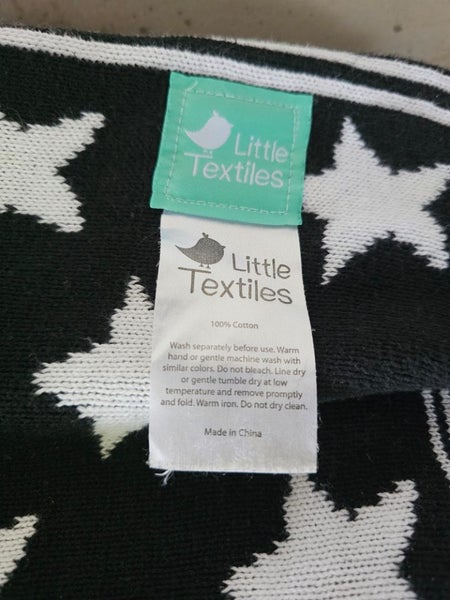 Little
Textiles
Little
Textiles
100% Cotton
Wash separately before use. Warm
hand or gentle machine wash with
similar colors. Do not bleach. Line dry
or gentle tumble dry at low
temperature and remove promptly
and fold. Warm iron. Do not dry clean.
Made in China